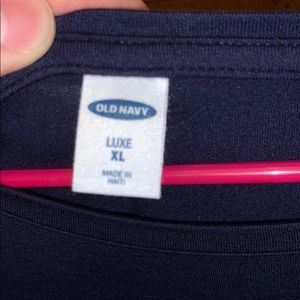 OLD NAVY
LUXE
XL
MADE IN
HAITI